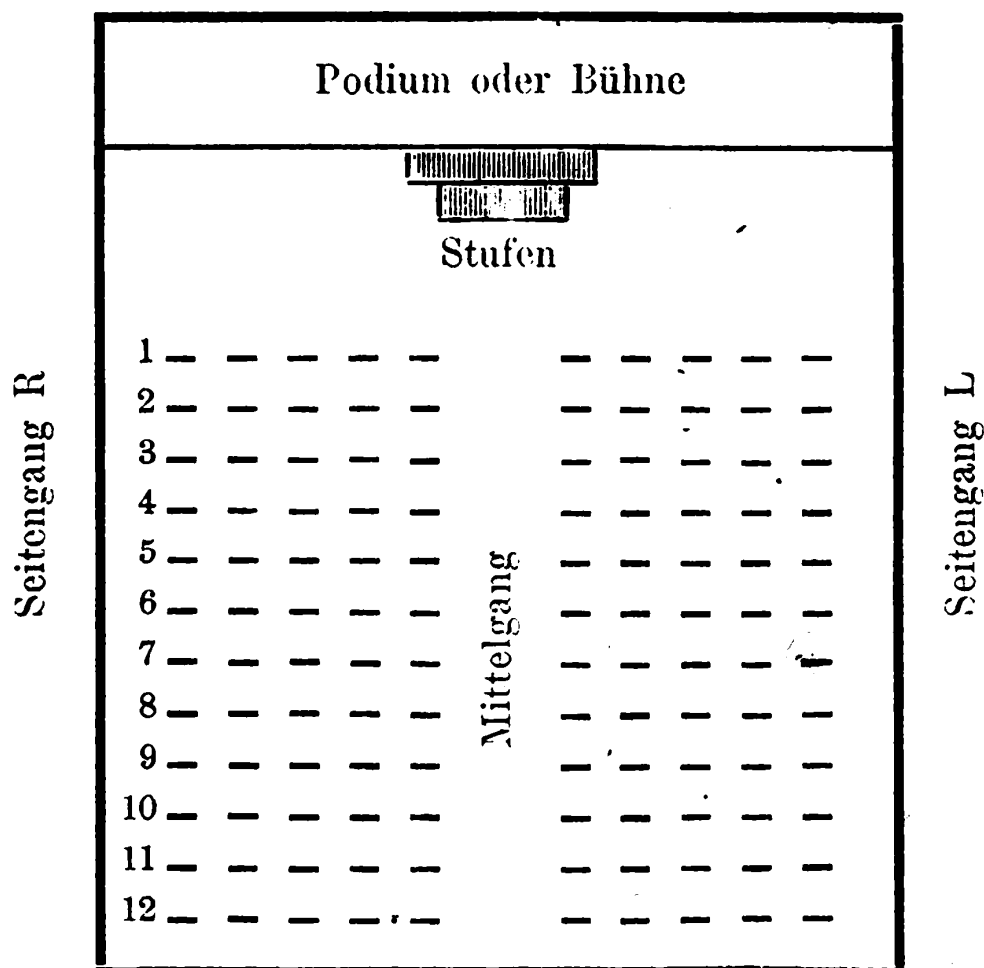 Podium oder Bühne
Stufen
Seitengang R
1
2
3
4
5
6
7
8
9
10
11
12
Mittelgang
Seitengang L